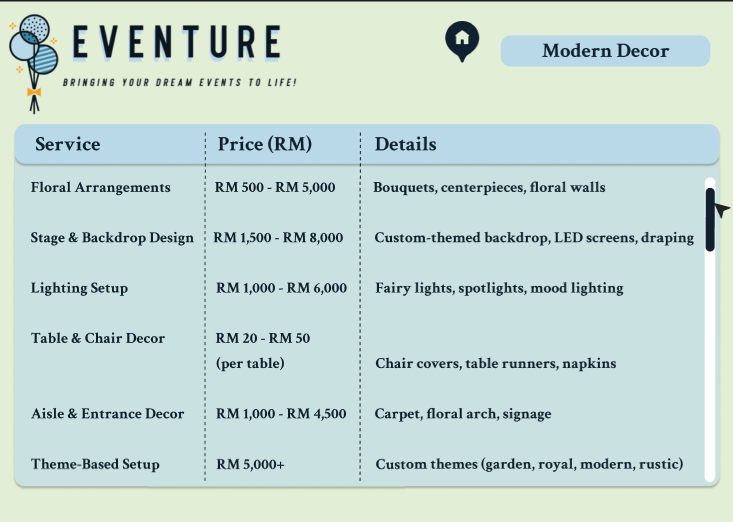 EVENTURE
BRINGING YOUR DREAM EVENTS TO LIFE!
Modern Decor
Service Price (RM) Details
Floral Arrangements RM 500 - RM 5,000 Bouquets, centerpieces, floral walls
Stage & Backdrop Design RM 1,500 - RM 8,000 Custom-themed backdrop, LED screens, draping
Lighting Setup RM 1,000 - RM 6,000 Fairy lights, spotlights, mood lighting
Table & Chair Decor RM 20 - RM 50
(per table) Chair covers, table runners, napkins
Aisle & Entrance Decor RM 1,000 - RM 4,500 Carpet, floral arch, signage
Theme-Based Setup RM 5,000+ Custom themes (garden, royal, modern, rustic)